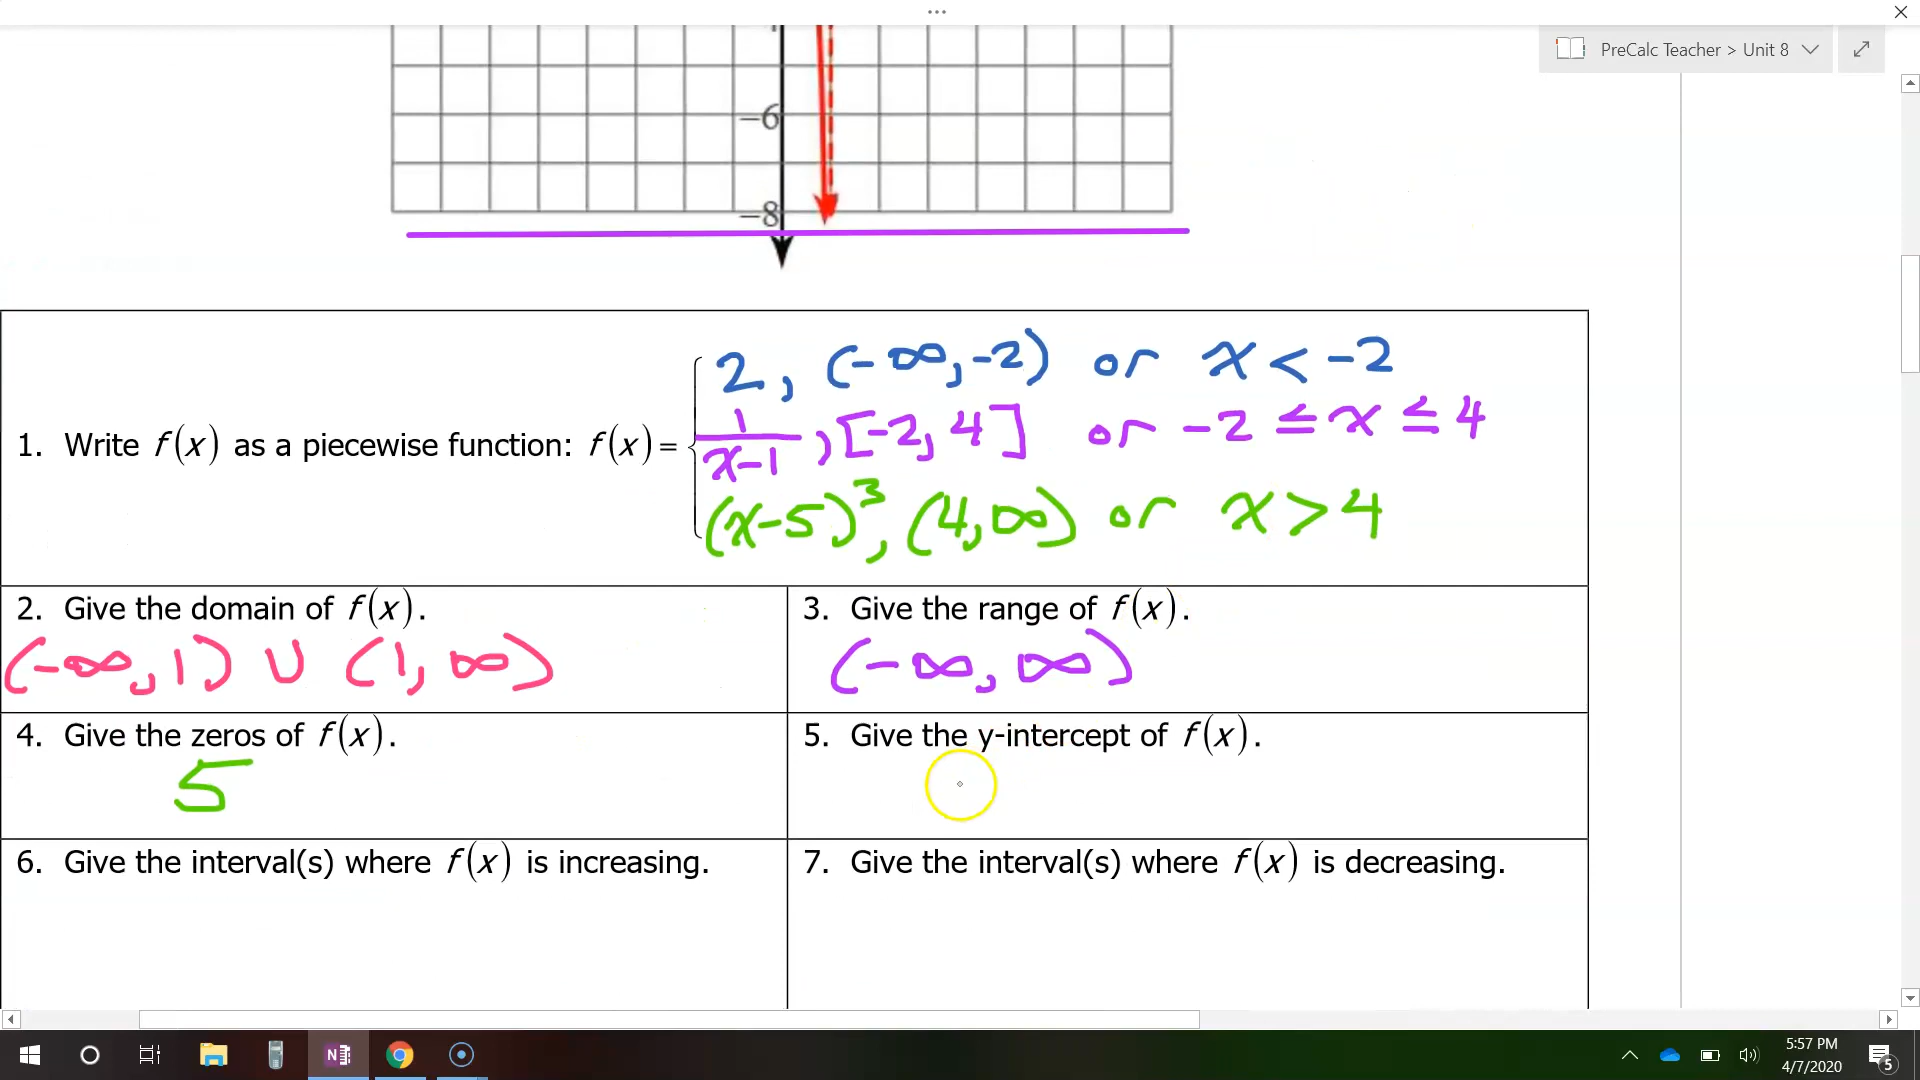 PreCalc Teacher > Unit 8
−6
−8
1. Write f(x) as a piecewise function: f(x) =
2, (-∞, -2) or x < -2
1/(x-1), [-2, 4] or -2 ≤ x ≤ 4
(x-5)³, (4, ∞) or x > 4
2. Give the domain of f(x).
(-∞, 1) ∪ (1, ∞)
3. Give the range of f(x).
(-∞, ∞)
4. Give the zeros of f(x).
5
5. Give the y-intercept of f(x).
6. Give the interval(s) where f(x) is increasing.
7. Give the interval(s) where f(x) is decreasing.
5:57 PM
4/7/2020
5